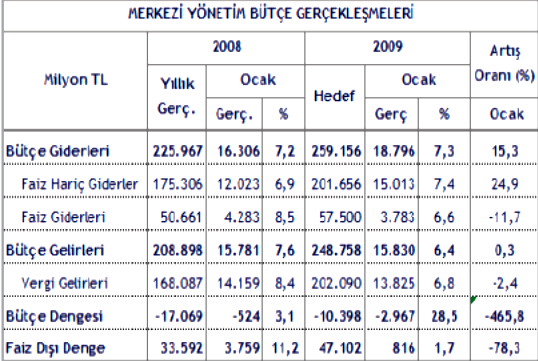 MERKEZİ YÖNETİM BÜTÇE GERÇEKLEŞMELERİ
Milyon TL 2008 2009 Artış Oranı (%)
Yıllık Gerç. Ocak Hedef Ocak
Gerç. % Gerç % Ocak
Bütçe Giderleri 225.967 16.306 7,2 259.156 18.796 7,3 15,3
Faiz Hariç Giderler 175.306 12.023 6,9 201.656 15.013 7,4 24,9
Faiz Giderleri 50.661 4.283 8,5 57.500 3.783 6,6 -11,7
Bütçe Gelirleri 208.898 15.781 7,6 248.758 15.830 6,4 0,3
Vergi Gelirleri 168.087 14.159 8,4 202.090 13.825 6,8 -2,4
Bütçe Dengesi -17.069 -524 3,1 -10.398 -2.967 28,5 -465,8
Faiz Dışı Denge 33.592 3.759 11,2 47.102 816 1,7 -78,3